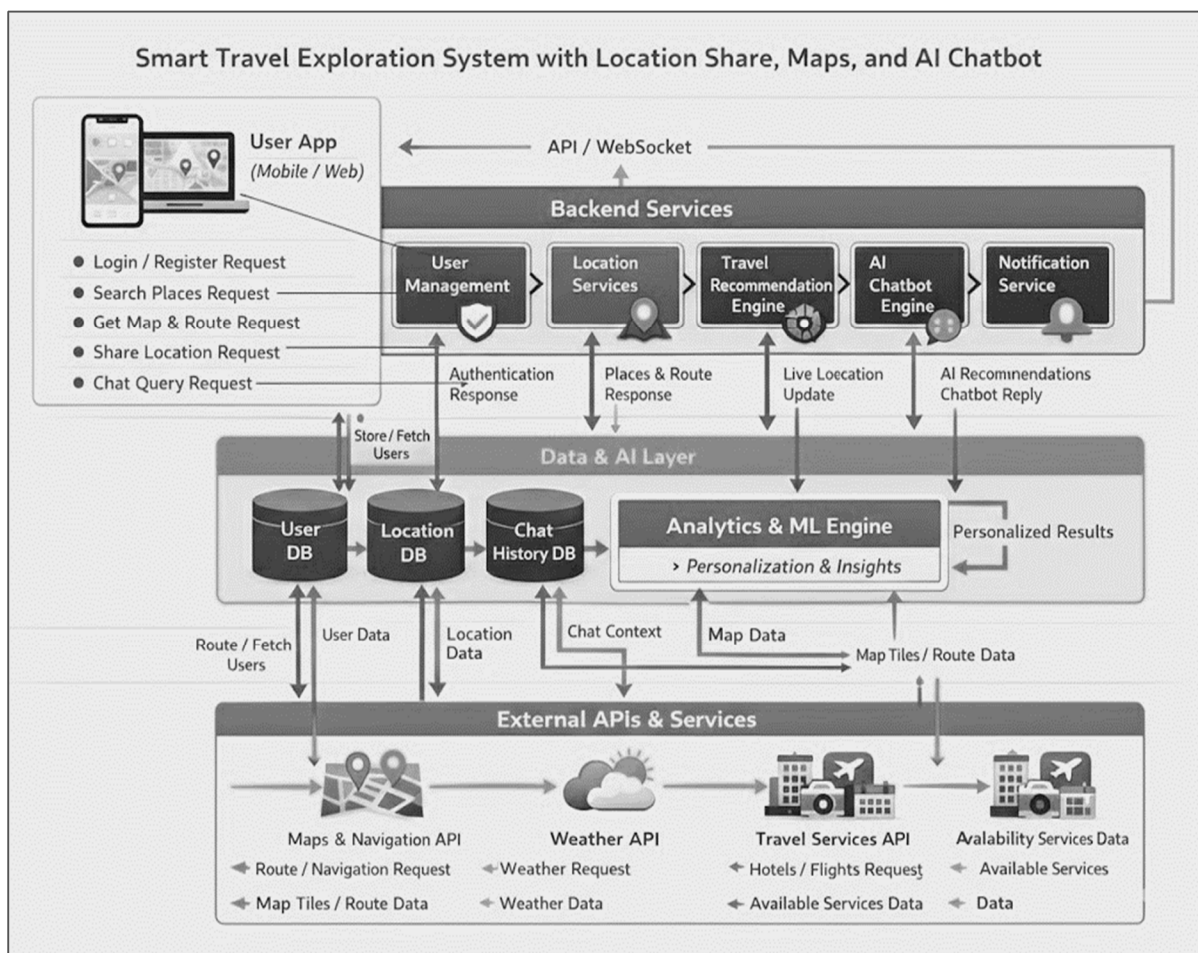 Smart Travel Exploration System with Location Share, Maps, and AI Chatbot
User App
(Mobile / Web)
Login / Register Request
Search Places Request
Get Map & Route Request
Share Location Request
Chat Query Request
API / WebSocket
Backend Services
User
Management
Location
Services
Travel
Recommendation
Engine
AI
Chatbot
Engine
Notification
Service
Authentication
Response
Places & Route
Response
Live Loeation
Update
AI Recominendations
Chatbot Reply
Store / Fetch
Users
Data & AI Layer
User
DB
Location
DB
Chat
History DB
Analytics & ML Engine
› Personalization & Insights
Personalized Results
Route / Fetch
Users
User Data
Location
Data
Chat Context
Map Data
Map Tiles / Route Data
External APIs & Services
Maps & Navigation API
Weather API
Travel Services API
Avalability Services Data
Route / Navigation Request
Weather Request
Hotels / Flights Request
Available Services
Map Tiles / Route Data
Weather Data
Available Services Data
Data